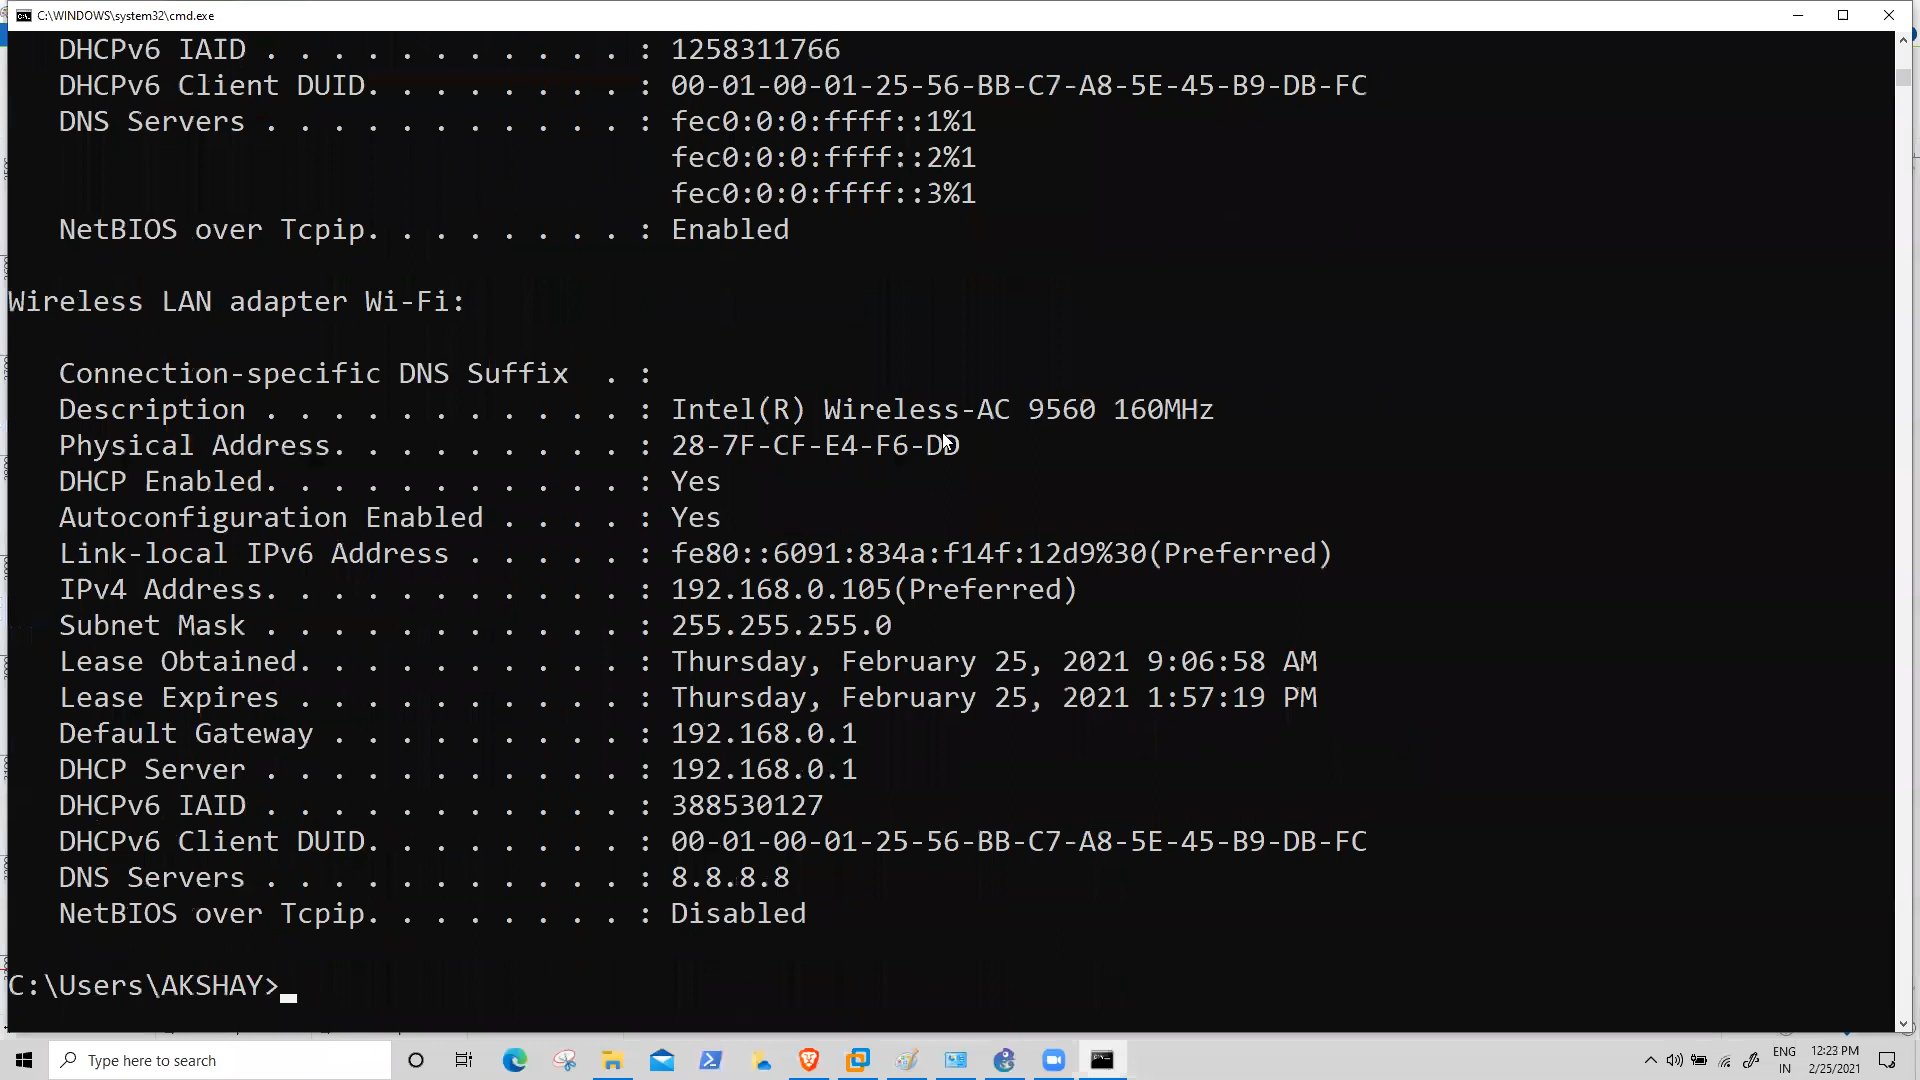 C:\WINDOWS\system32\cmd.exe
DHCPv6 IAID . . . . . . . . . . . : 1258311766
DHCPv6 Client DUID. . . . . . . . : 00-01-00-01-25-56-BB-C7-A8-5E-45-B9-DB-FC
DNS Servers . . . . . . . . . . . : fec0:0:0:ffff::1%1
fec0:0:0:ffff::2%1
fec0:0:0:ffff::3%1
NetBIOS over Tcpip. . . . . . . . : Enabled
Wireless LAN adapter Wi-Fi:
Connection-specific DNS Suffix  . :
Description . . . . . . . . . . . : Intel(R) Wireless-AC 9560 160MHz
Physical Address. . . . . . . . . : 28-7F-CF-E4-F6-DD
DHCP Enabled. . . . . . . . . . . : Yes
Autoconfiguration Enabled . . . . : Yes
Link-local IPv6 Address . . . . . : fe80::6091:834a:f14f:12d9%30(Preferred)
IPv4 Address. . . . . . . . . . . : 192.168.0.105(Preferred)
Subnet Mask . . . . . . . . . . . : 255.255.255.0
Lease Obtained. . . . . . . . . . : Thursday, February 25, 2021 9:06:58 AM
Lease Expires . . . . . . . . . . : Thursday, February 25, 2021 1:57:19 PM
Default Gateway . . . . . . . . . : 192.168.0.1
DHCP Server . . . . . . . . . . . : 192.168.0.1
DHCPv6 IAID . . . . . . . . . . . : 388530127
DHCPv6 Client DUID. . . . . . . . : 00-01-00-01-25-56-BB-C7-A8-5E-45-B9-DB-FC
DNS Servers . . . . . . . . . . . : 8.8.8.8
NetBIOS over Tcpip. . . . . . . . : Disabled
C:\Users\AKSHAY>
Type here to search
ENG
IN
12:23 PM
2/25/2021